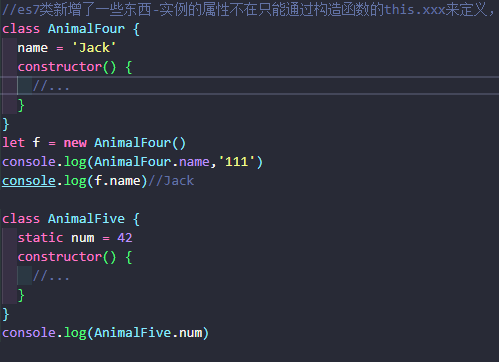 //es7类新增了一些东西-实例的属性不在只能通过构造函数的this.xxx来定义，
class AnimalFour {
  name = 'Jack'
  constructor() {
    //...
  }
}
let f = new AnimalFour()
console.log(AnimalFour.name,'111')
console.log(f.name)//Jack

class AnimalFive {
  static num = 42
  constructor() {
    //...
  }
}
console.log(AnimalFive.num)